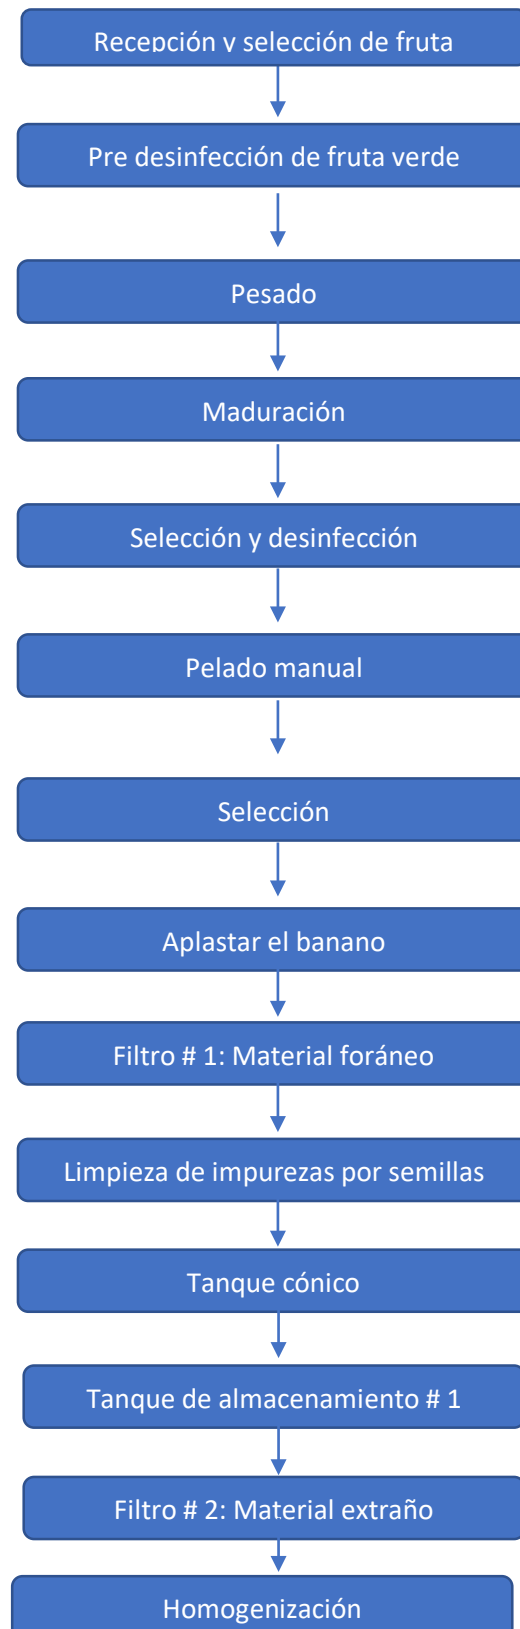 Recepción y selección de fruta
Pre desinfección de fruta verde
Pesado
Maduración
Selección y desinfección
Pelado manual
Selección
Aplastar el banano
Filtro # 1: Material foráneo
Limpieza de impurezas por semillas
Tanque cónico
Tanque de almacenamiento # 1
Filtro # 2: Material extraño
Homogenización